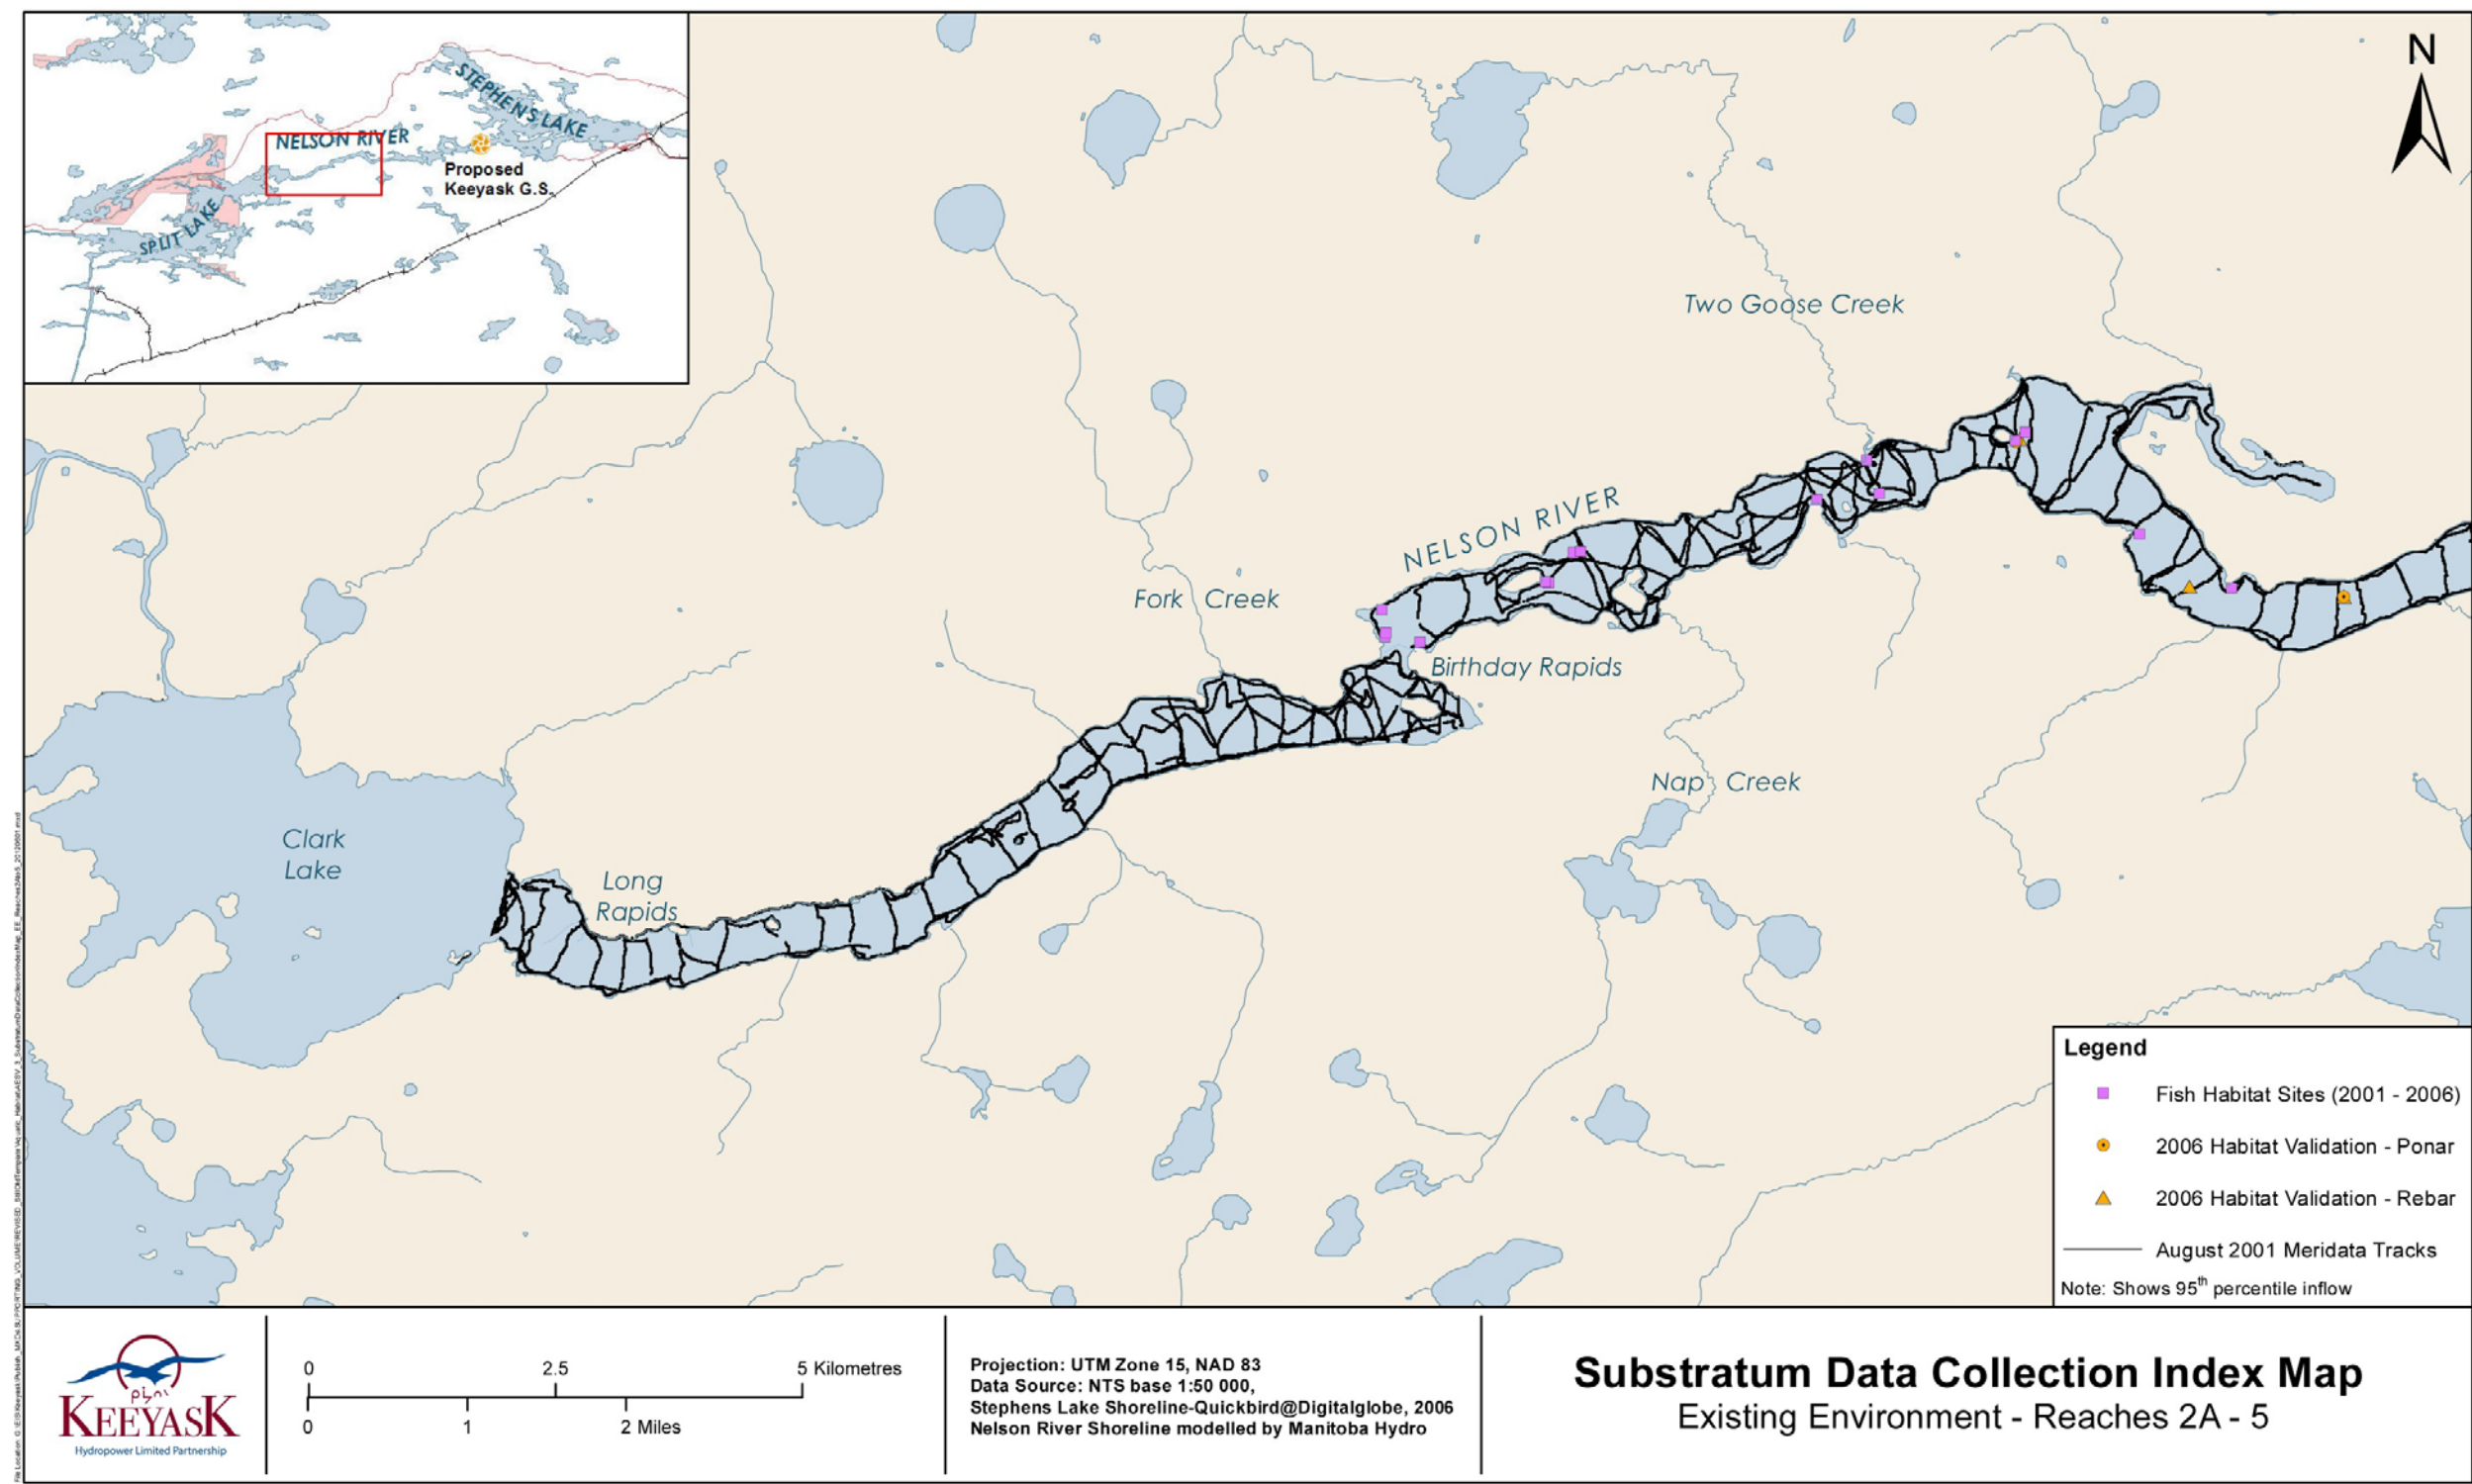 STEPHENS LAKE
NELSON RIVER
Proposed
Keeyask G.S.
SPLIT LAKE
N
Two Goose Creek
NELSON RIVER
Fork Creek
Birthday Rapids
Nap Creek
Clark
Lake
Long
Rapids
Legend
Fish Habitat Sites (2001 - 2006)
2006 Habitat Validation - Ponar
2006 Habitat Validation - Rebar
August 2001 Meridata Tracks
Note: Shows 95th percentile inflow
KEEYASK
Hydropower Limited Partnership
0 2.5 5 Kilometres
0 1 2 Miles
Projection: UTM Zone 15, NAD 83
Data Source: NTS base 1:50 000,
Stephens Lake Shoreline-Quickbird@Digitalglobe, 2006
Nelson River Shoreline modelled by Manitoba Hydro
Substratum Data Collection Index Map
Existing Environment - Reaches 2A - 5